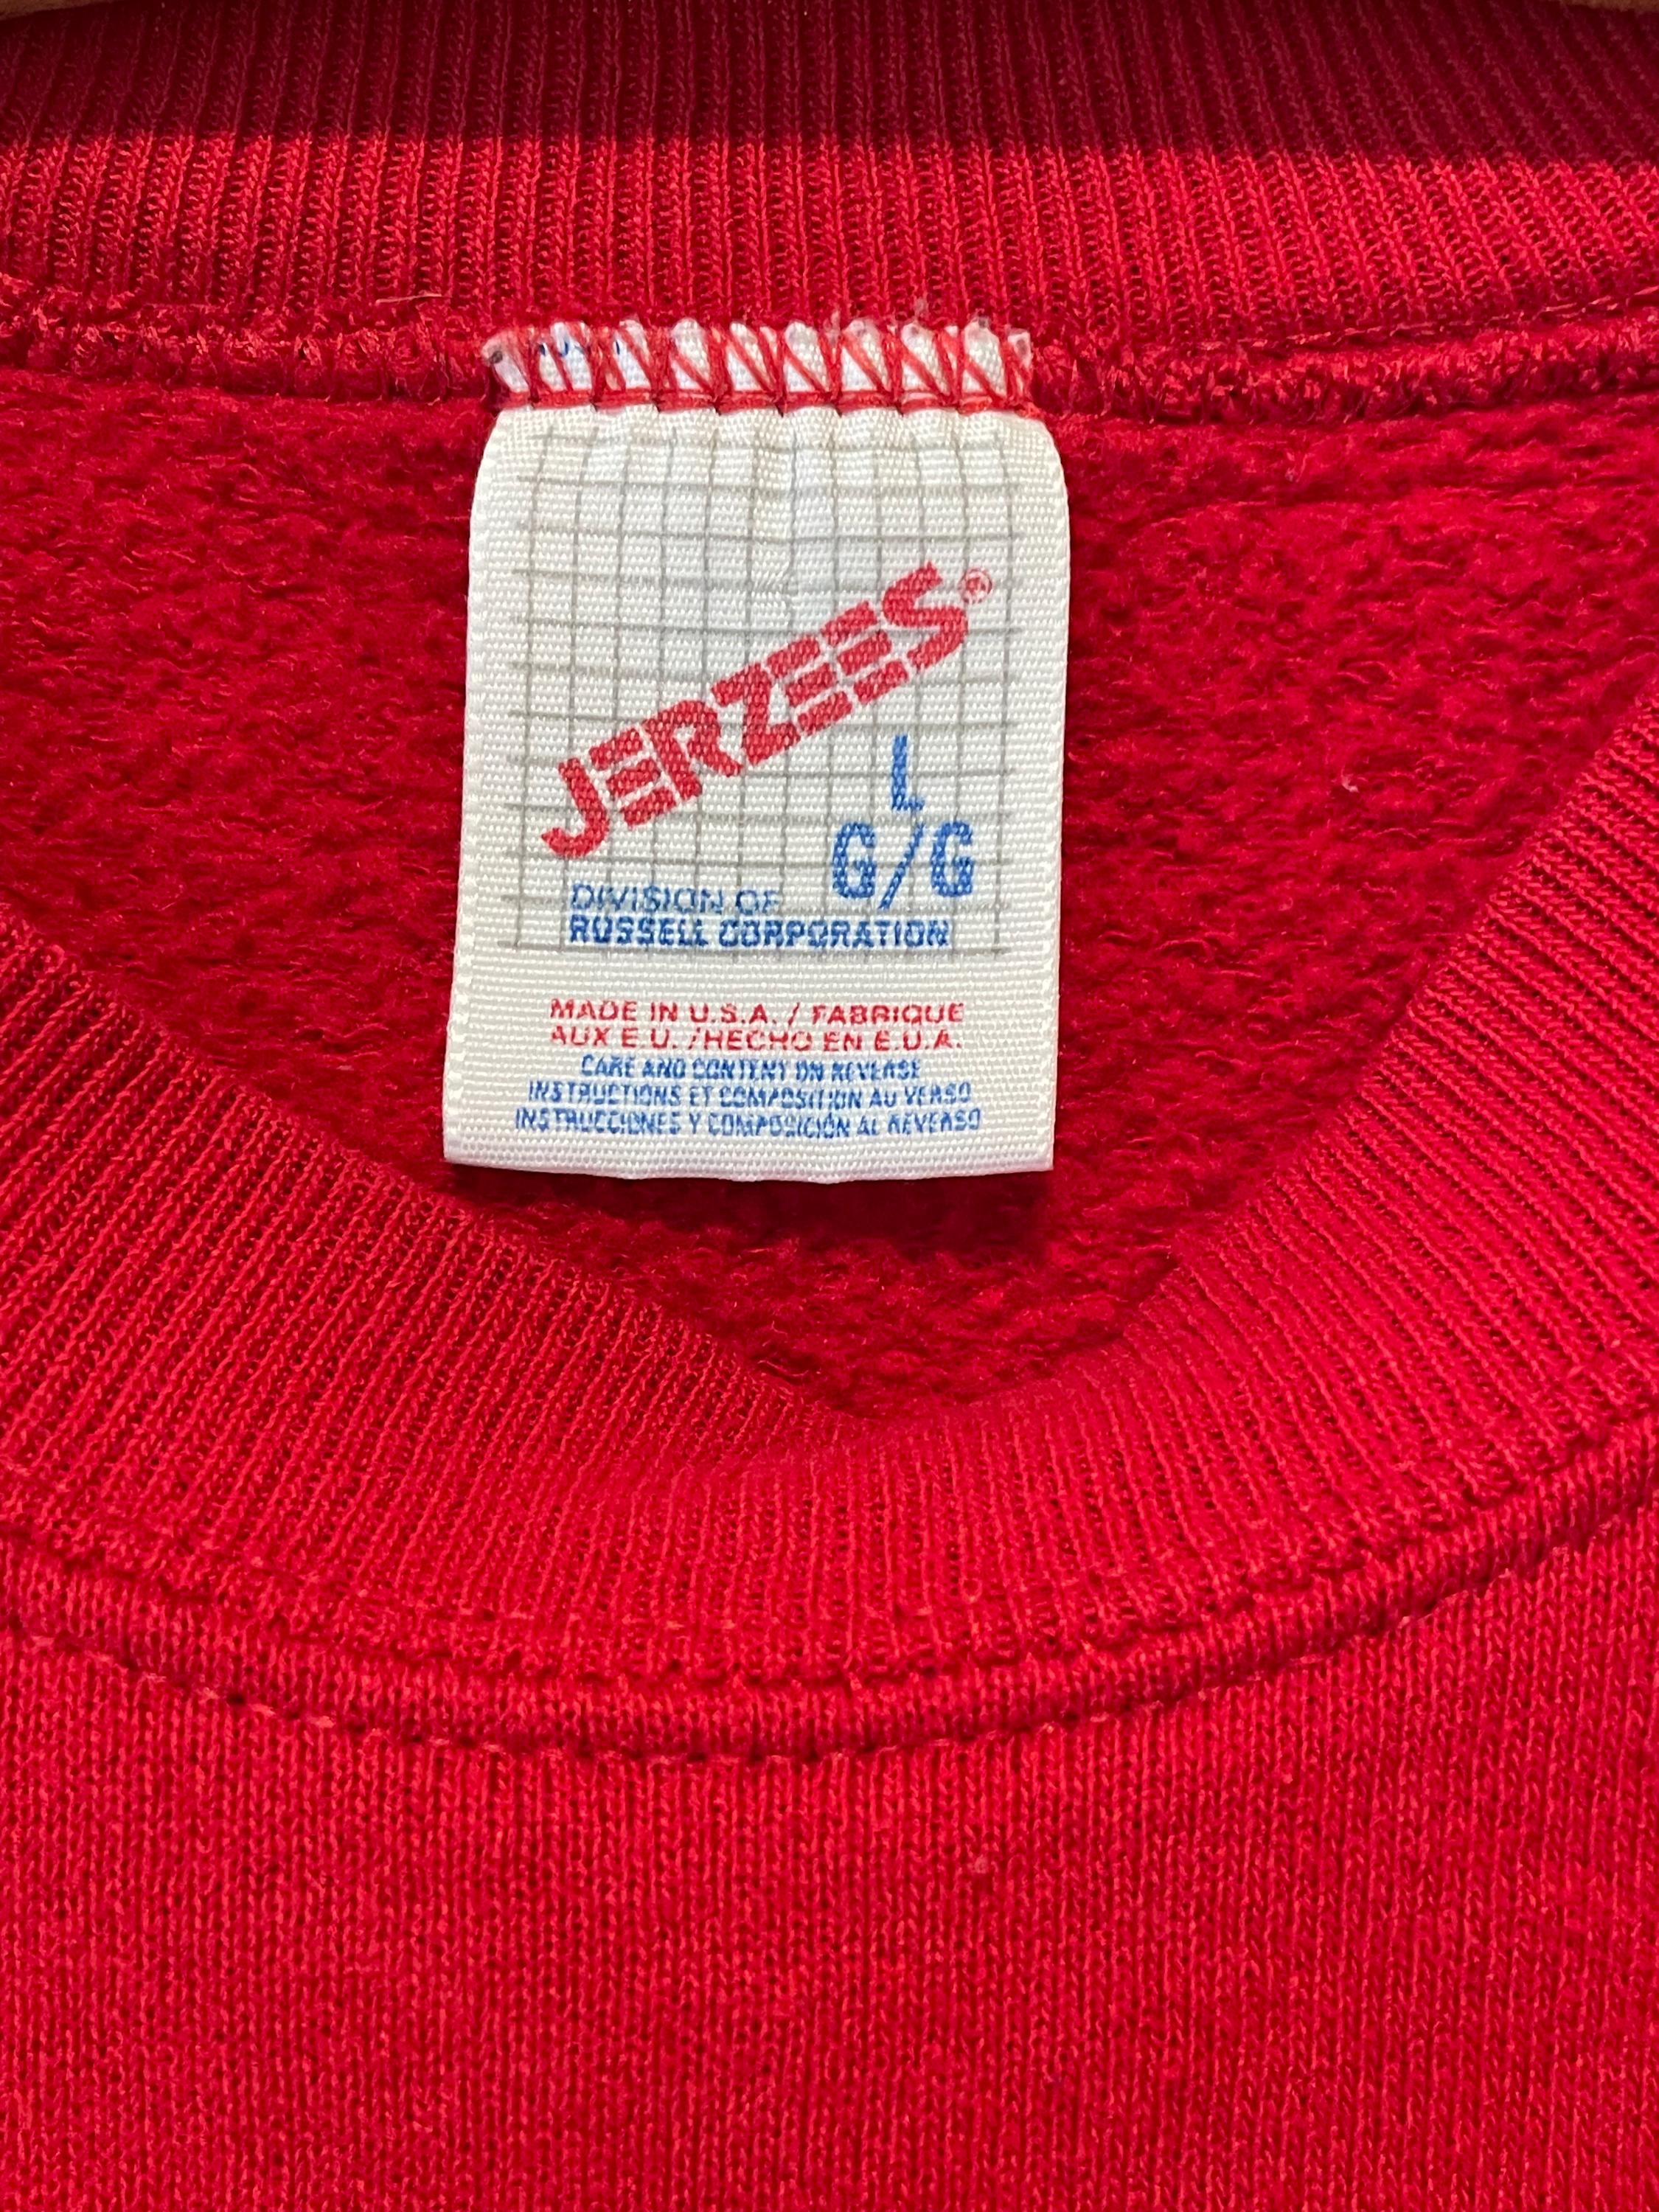 JERZEES®
L
G/G
DIVISION OF
RUSSELL CORPORATION
MADE IN U.S.A. / FABRIQUE
AUX E U. /HECHO EN E.U.A.
CARE AND CONTENT ON REVERSE
INSTRUCTIONS ET COMPOSITION AU VERSO
INSTRUCCIONES Y COMPOSICIÓN AL REVERSO